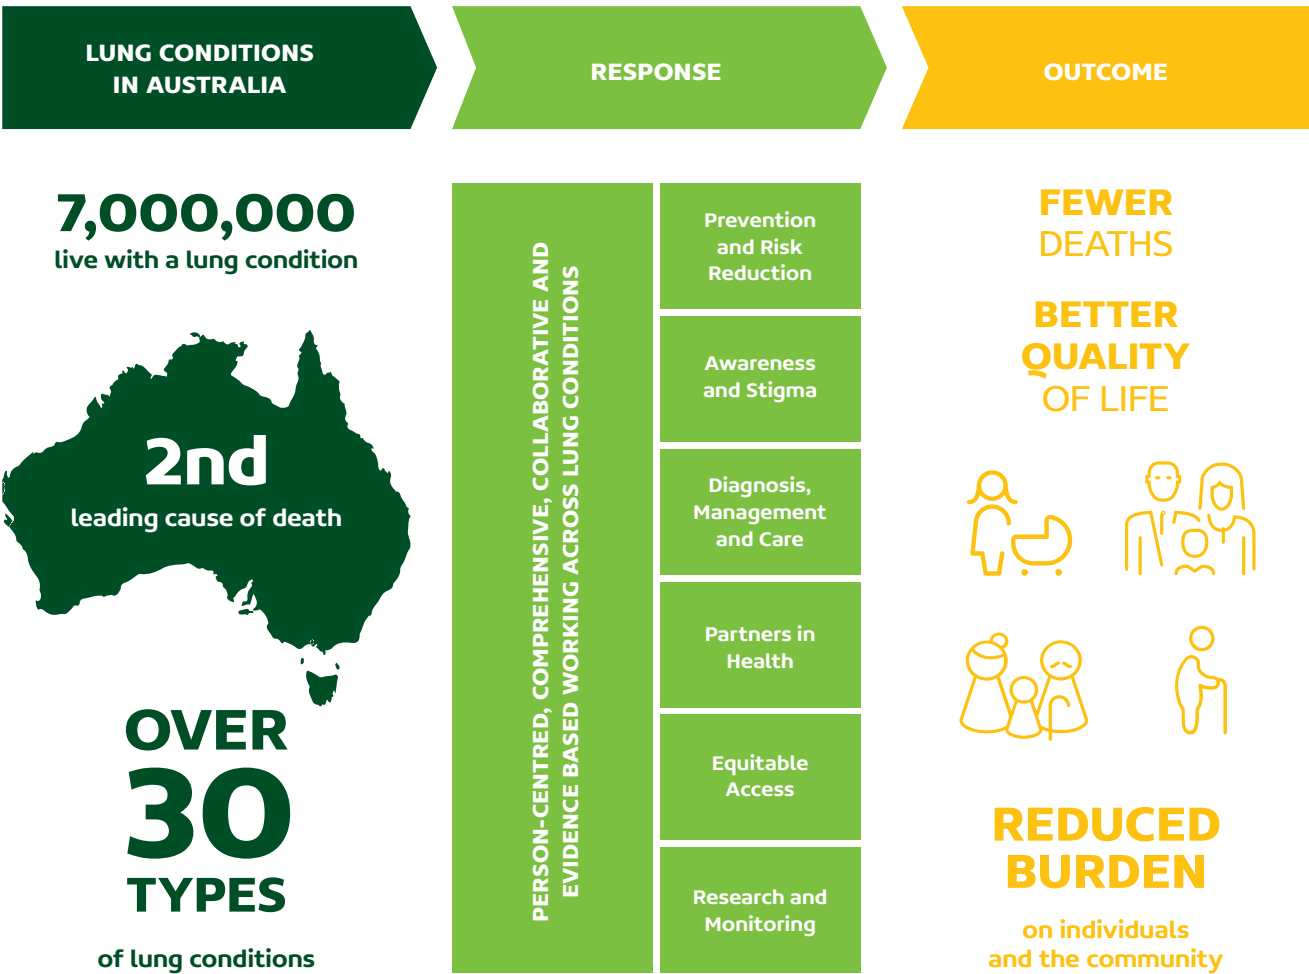 LUNG CONDITIONS
IN AUSTRALIA
RESPONSE
OUTCOME
7,000,000
live with a lung condition
2nd
leading cause of death
OVER
30
TYPES
of lung conditions
PERSON-CENTRED, COMPREHENSIVE, COLLABORATIVE AND
EVIDENCE BASED WORKING ACROSS LUNG CONDITIONS
Prevention
and Risk
Reduction
Awareness
and Stigma
Diagnosis,
Management
and Care
Partners in
Health
Equitable
Access
Research and
Monitoring
FEWER
DEATHS
BETTER
QUALITY
OF LIFE
REDUCED
BURDEN
on individuals
and the community